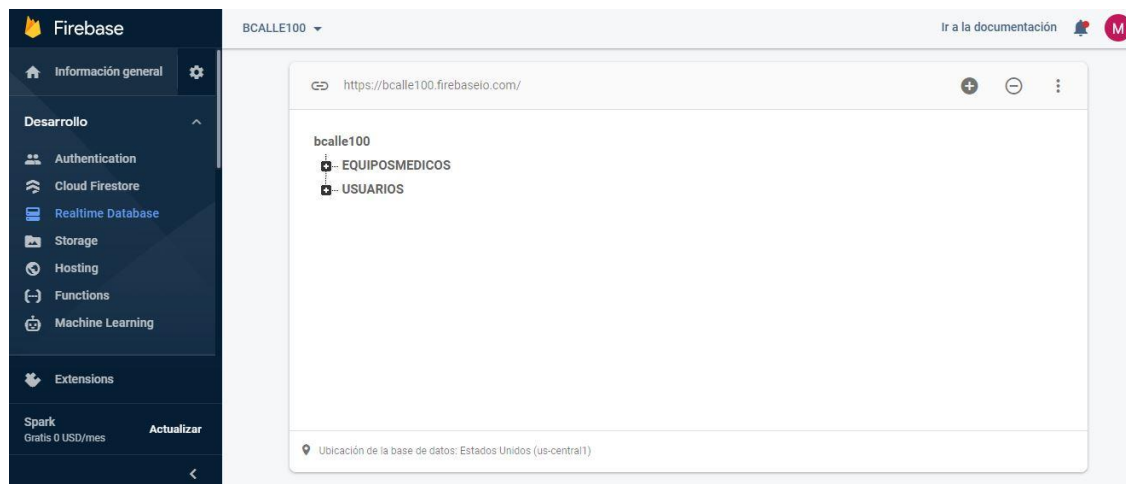 Firebase
Información general
Desarrollo
Authentication
Cloud Firestore
Realtime Database
Storage
Hosting
Functions
Machine Learning
Extensions
Spark
Gratis 0 USD/mes
Actualizar
BCALLE100
Ir a la documentación
M
https://bcalle100.firebaseio.com/
bcalle100
EQUIPOSMEDICOS
USUARIOS
Ubicación de la base de datos: Estados Unidos (us-central1)